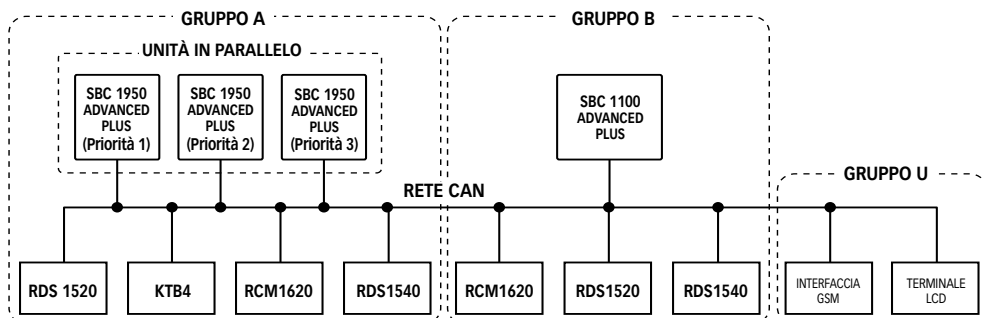 GRUPPO A
GRUPPO B
UNITÀ IN PARALLELO
SBC 1950
ADVANCED
PLUS
(Priorità 1)
SBC 1950
ADVANCED
PLUS
(Priorità 2)
SBC 1950
ADVANCED
PLUS
(Priorità 3)
SBC 1100
ADVANCED
PLUS
GRUPPO U
RETE CAN
RDS 1520
KTB4
RCM1620
RDS1540
RCM1620
RDS1520
RDS1540
INTERFACCIA
GSM
TERMINALE
LCD